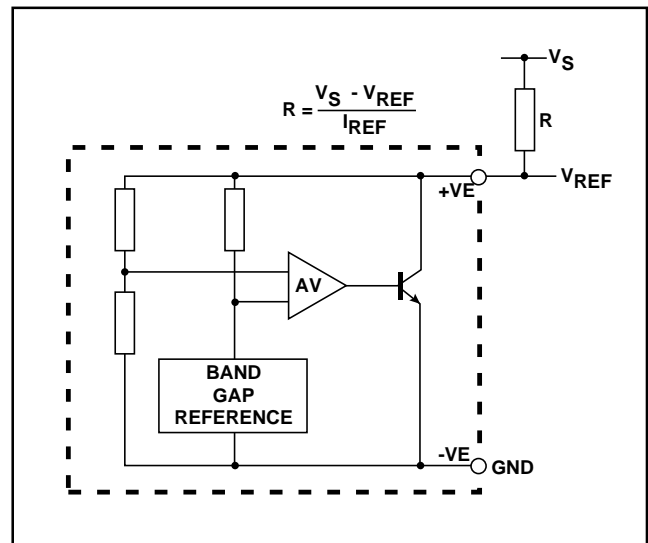 V_S
R = (V_S - V_REF) / I_REF
R
+VE
V_REF
AV
BAND
GAP
REFERENCE
-VE
GND